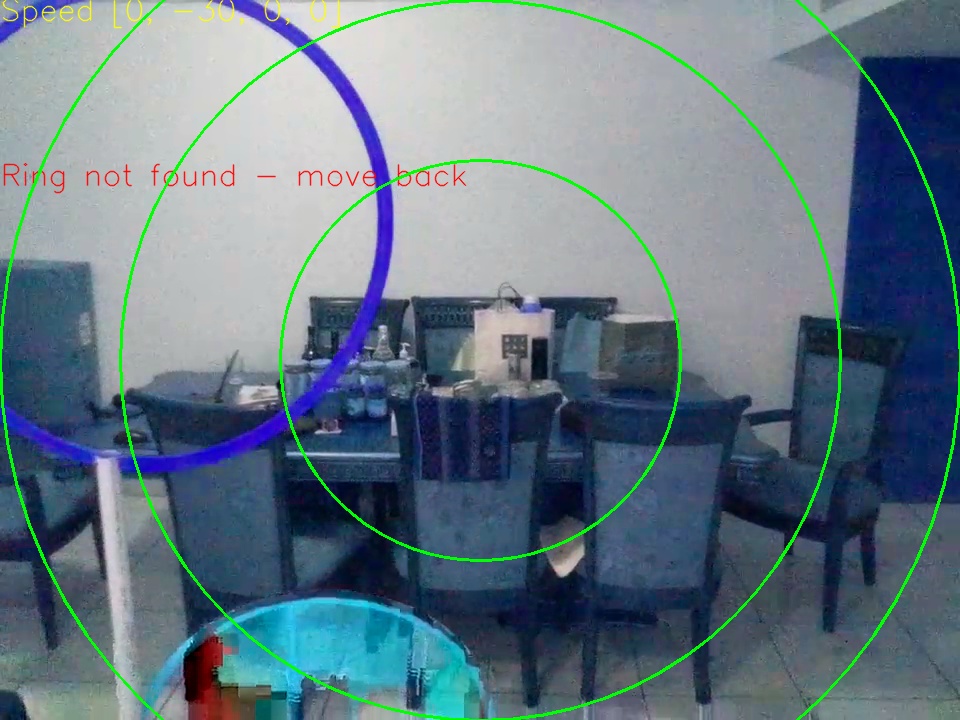 Speed [0, -30, 0, 0]
Ring not found - move back